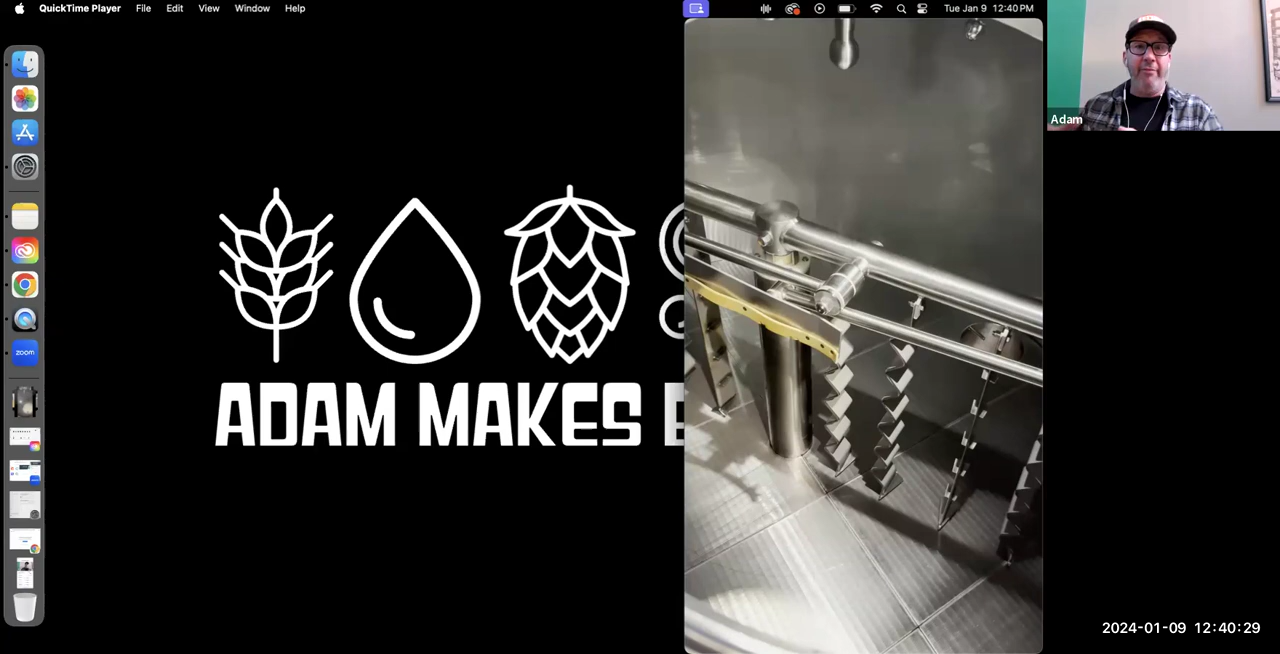 QuickTime Player File Edit View Window Help
Tue Jan 9 12:40 PM
Adam
zoom
ADAM MAKES
2024-01-09 12:40:29